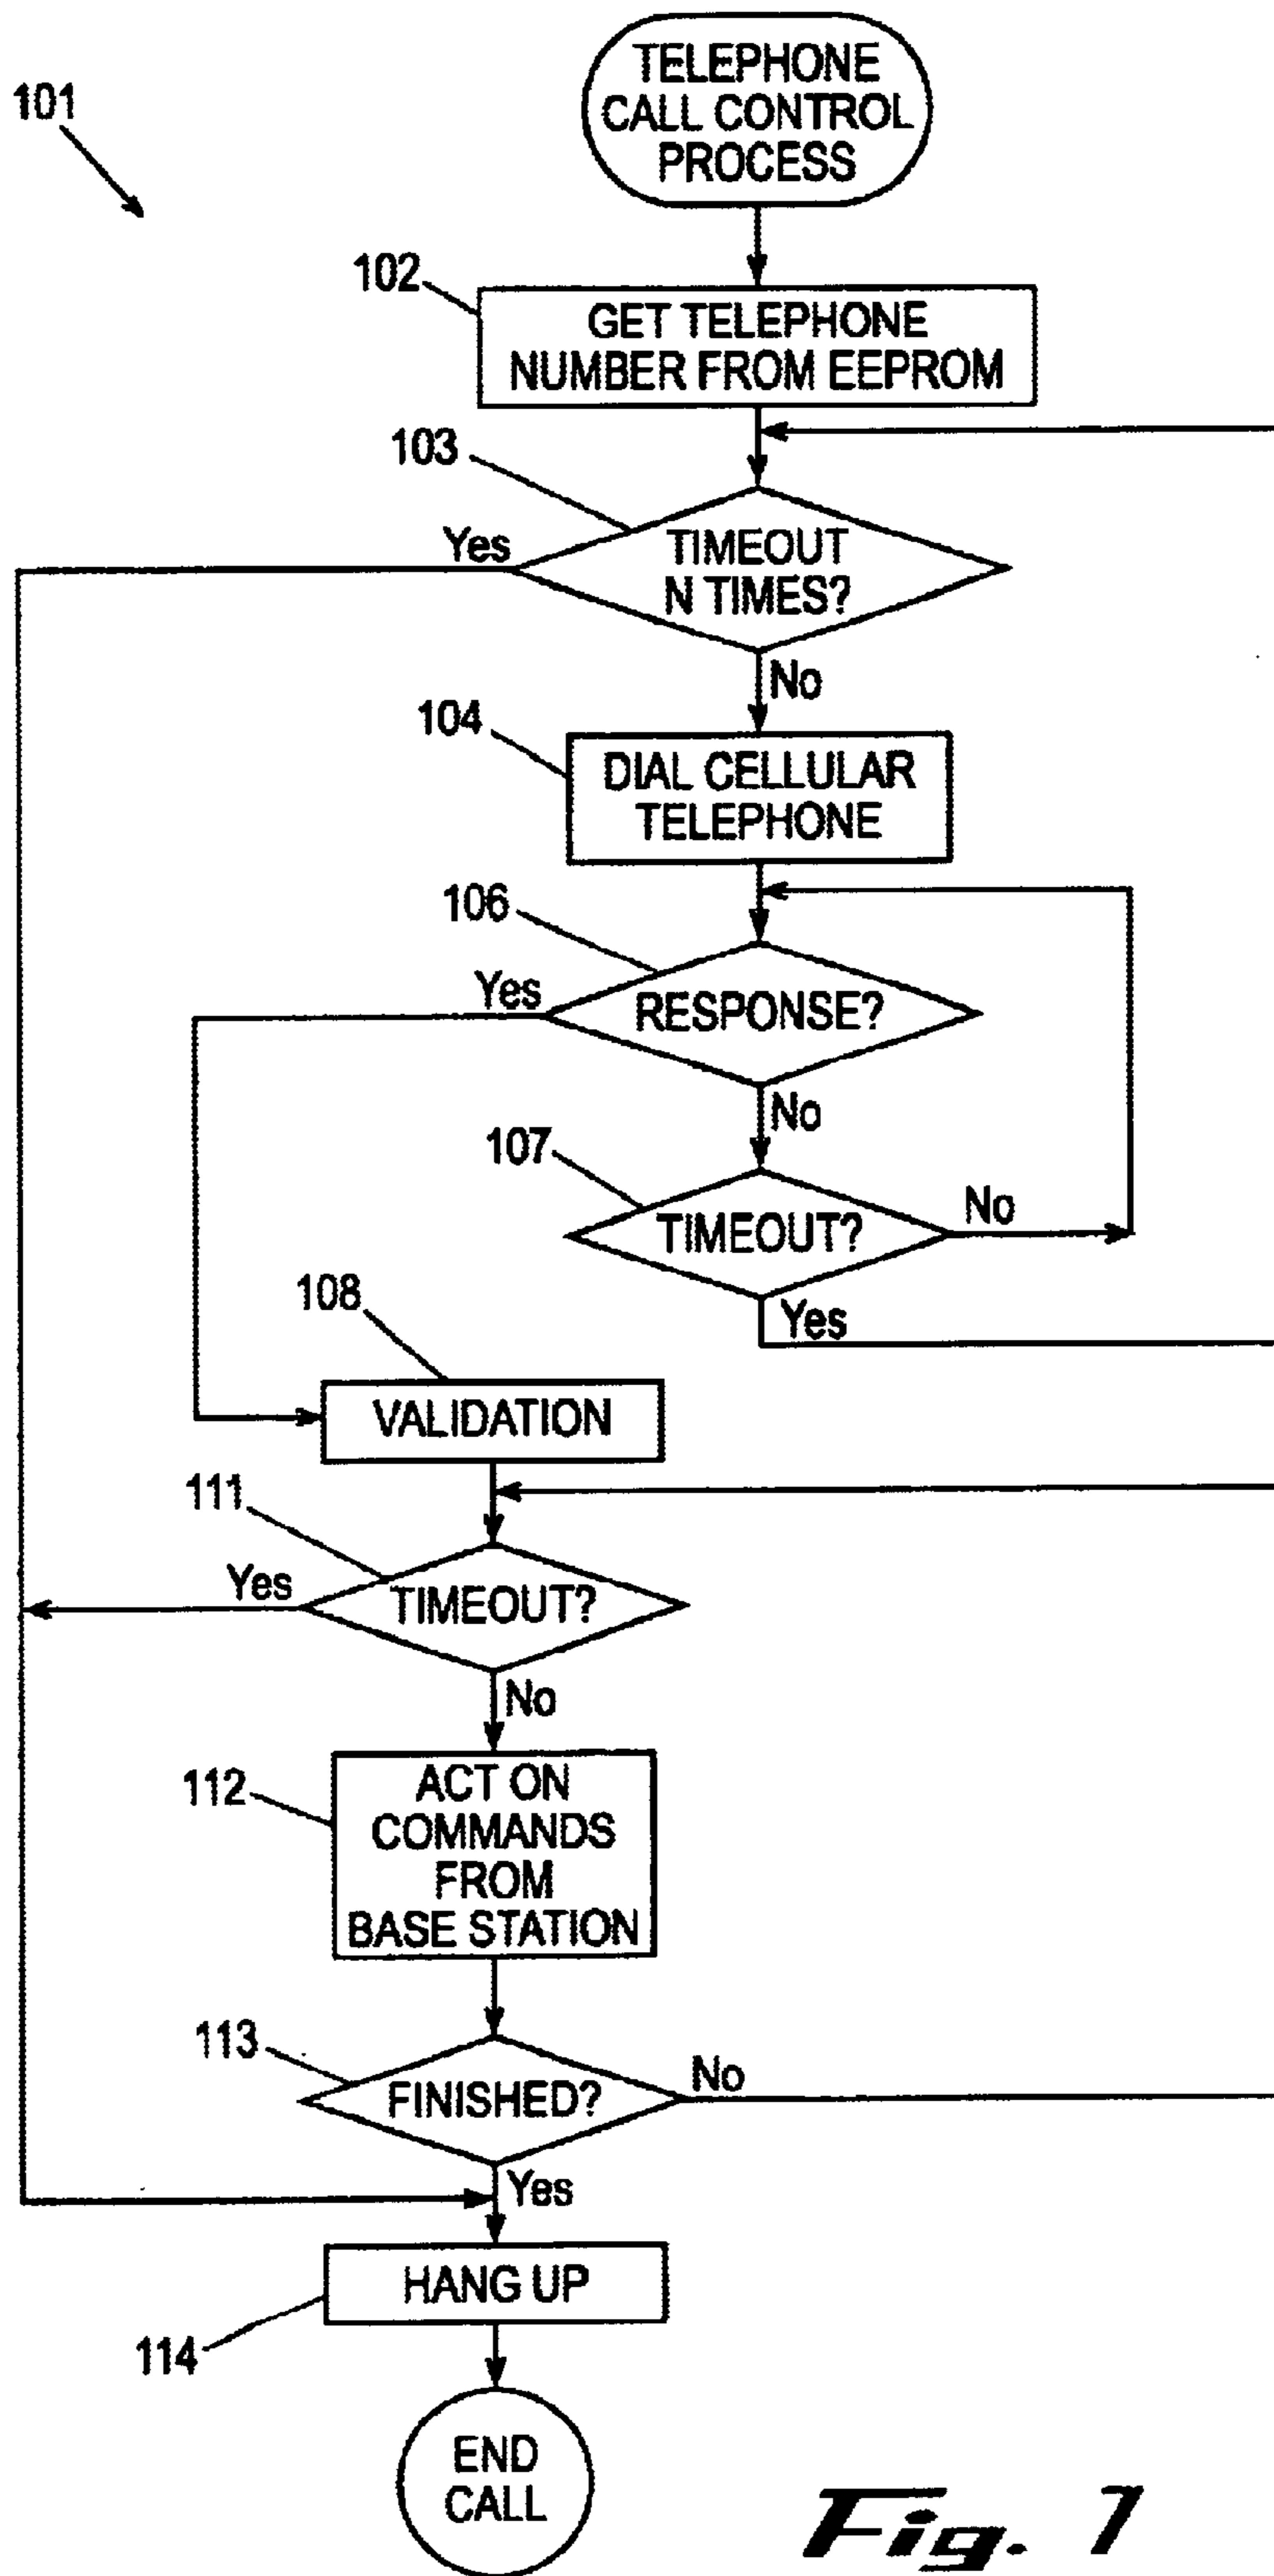 TELEPHONE
CALL CONTROL
PROCESS
101
102
GET TELEPHONE
NUMBER FROM EEPROM
103
Yes
TIMEOUT
N TIMES?
No
104
DIAL CELLULAR
TELEPHONE
106
Yes
RESPONSE?
No
107
TIMEOUT?
No
Yes
108
VALIDATION
111
Yes
TIMEOUT?
No
112
ACT ON
COMMANDS
FROM
BASE STATION
113
FINISHED?
No
Yes
HANG UP
114
END
CALL
Fig. 7